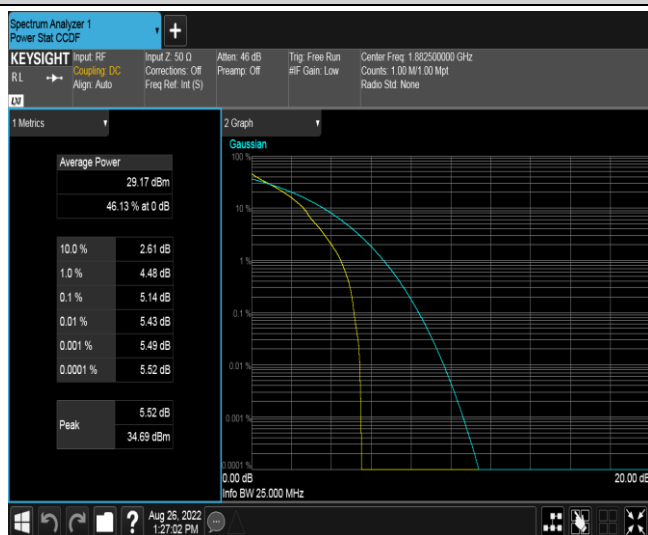 Spectrum Analyzer 1
Power Stat CCDF
+
KEYSIGHT Input: RF Input Z: 50 Ω Atten: 46 dB Trig: Free Run Center Freq: 1.882500000 GHz
R L Coupling: DC Corrections: Off Preamp: Off #IF Gain: Low Counts: 1.00 M/1.00 Mpt
Align: Auto Freq Ref: Int (S) Radio Std: None
LXI
1 Metrics
Average Power
29.17 dBm
46.13 % at 0 dB
10.0 % 2.61 dB
1.0 % 4.48 dB
0.1 % 5.14 dB
0.01 % 5.43 dB
0.001 % 5.49 dB
0.0001 % 5.52 dB
Peak 5.52 dB
34.69 dBm
2 Graph
Gaussian
100 %
10 %
1 %
0.1 %
0.01 %
0.001 %
0.0001 %
0.00 dB 20.00 dB
Info BW 25.000 MHz
? Aug 26, 2022
1:27:02 PM